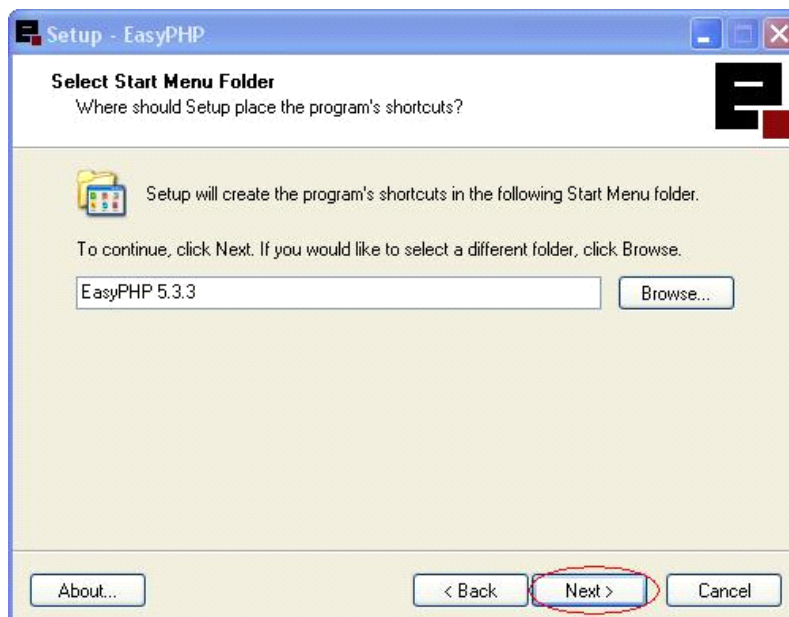 Setup - EasyPHP
Select Start Menu Folder
Where should Setup place the program's shortcuts?
Setup will create the program's shortcuts in the following Start Menu folder.
To continue, click Next. If you would like to select a different folder, click Browse.
EasyPHP 5.3.3
Browse...
About...
< Back
Next >
Cancel